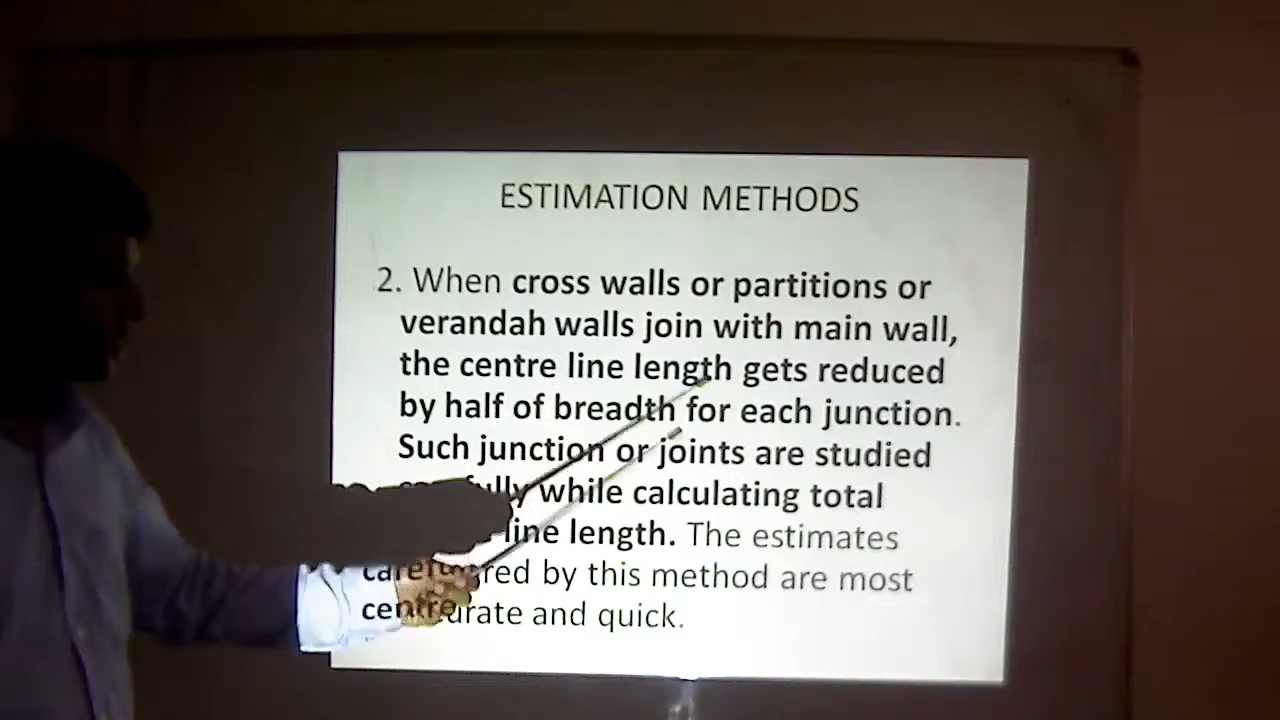 ESTIMATION METHODS
2. When cross walls or partitions or
verandah walls join with main wall,
the centre line length gets reduced
by half of breadth for each junction.
Such junction or joints are studied
while calculating total
line length. The estimates
by this method are most
and quick.